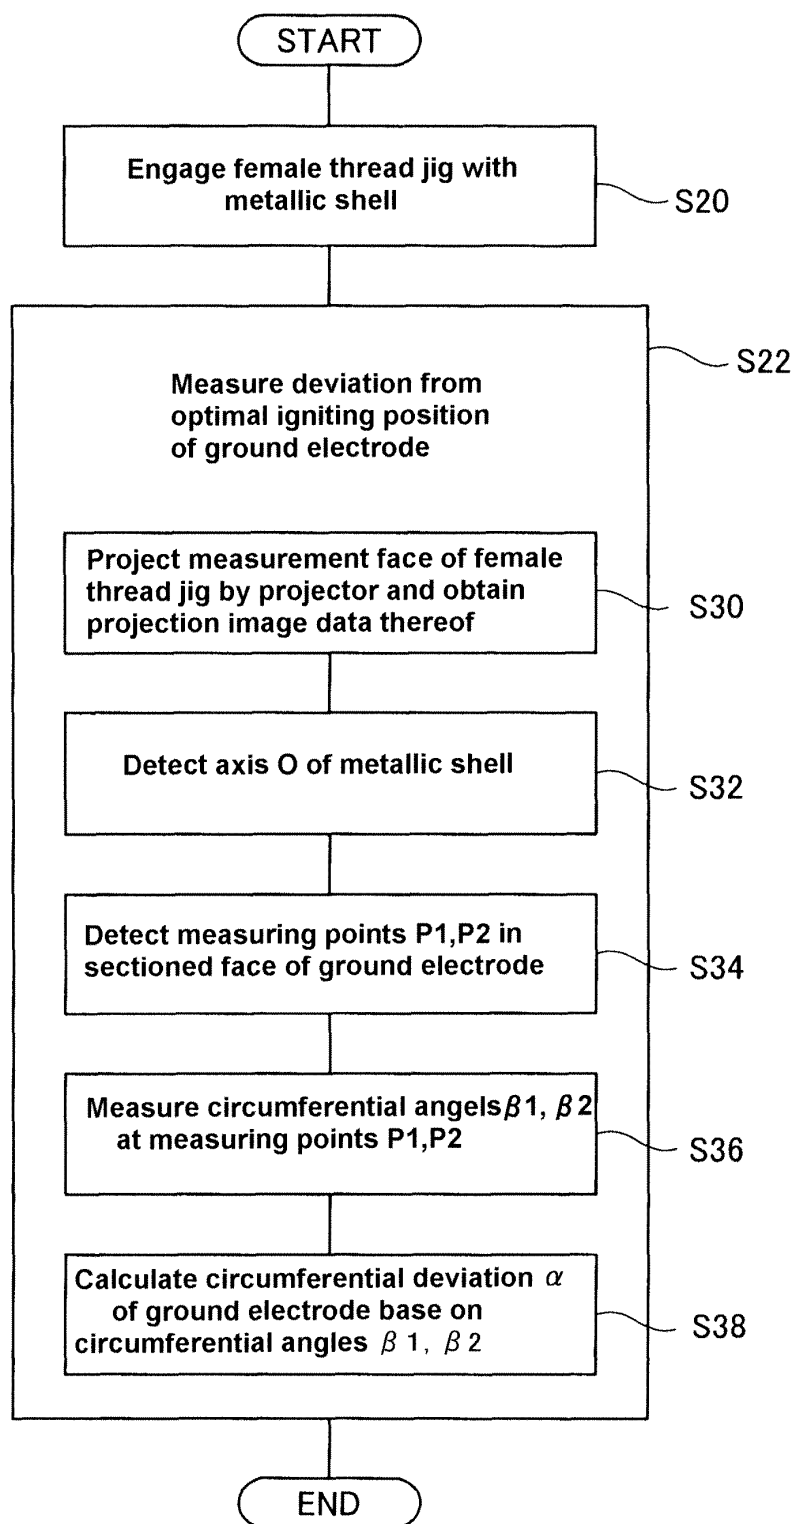 START
Engage female thread jig with
metallic shell
S20
S22
Measure deviation from
optimal igniting position
of ground electrode
Project measurement face of female
thread jig by projector and obtain
projection image data thereof
S30
Detect axis O of metallic shell
S32
Detect measuring points P1,P2 in
sectioned face of ground electrode
S34
Measure circumferential angelsβ1, β2
at measuring points P1,P2
S36
Calculate circumferential deviation α
of ground electrode base on
circumferential angles β1, β2
S38
END